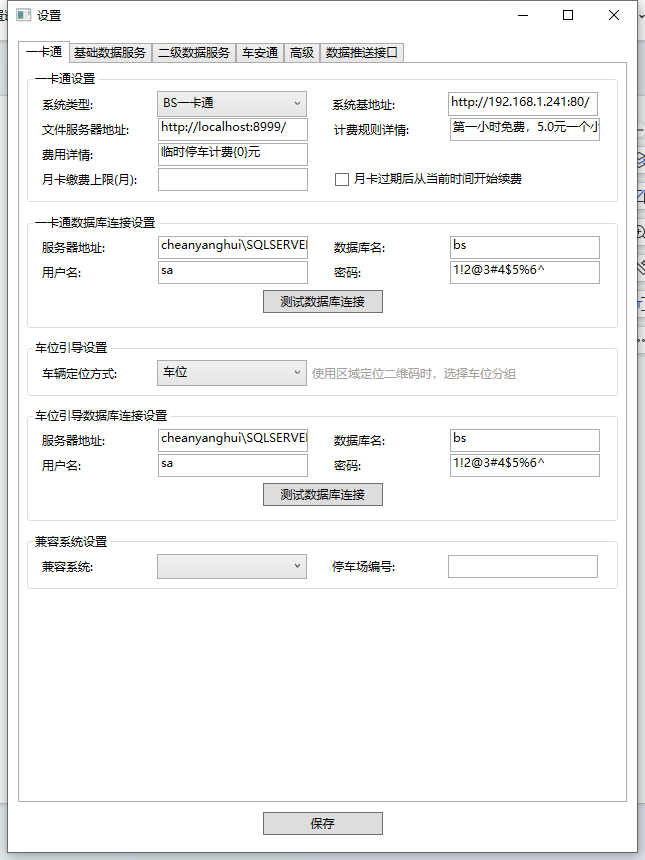 设置
一卡通 基础数据服务 二级数据服务 车安通 高级 数据推送接口
一卡通设置
系统类型: BS一卡通 系统基地址: http://192.168.1.241:80/
文件服务器地址: http://localhost:8999/ 计费规则详情: 第一小时免费，5.0元一个小
费用详情: 临时停车计费{0}元
月卡缴费上限(月): 月卡过期后从当前时间开始续费
一卡通数据库连接设置
服务器地址: cheanyanghui\SQLSERVE 数据库名: bs
用户名: sa 密码: 1!2@3#4$5%6^
测试数据库连接
车位引导设置
车辆定位方式: 车位 使用区域定位二维码时，选择车位分组
车位引导数据库连接设置
服务器地址: cheanyanghui\SQLSERVE 数据库名: bs
用户名: sa 密码: 1!2@3#4$5%6^
测试数据库连接
兼容系统设置
兼容系统: 停车场编号:
保存